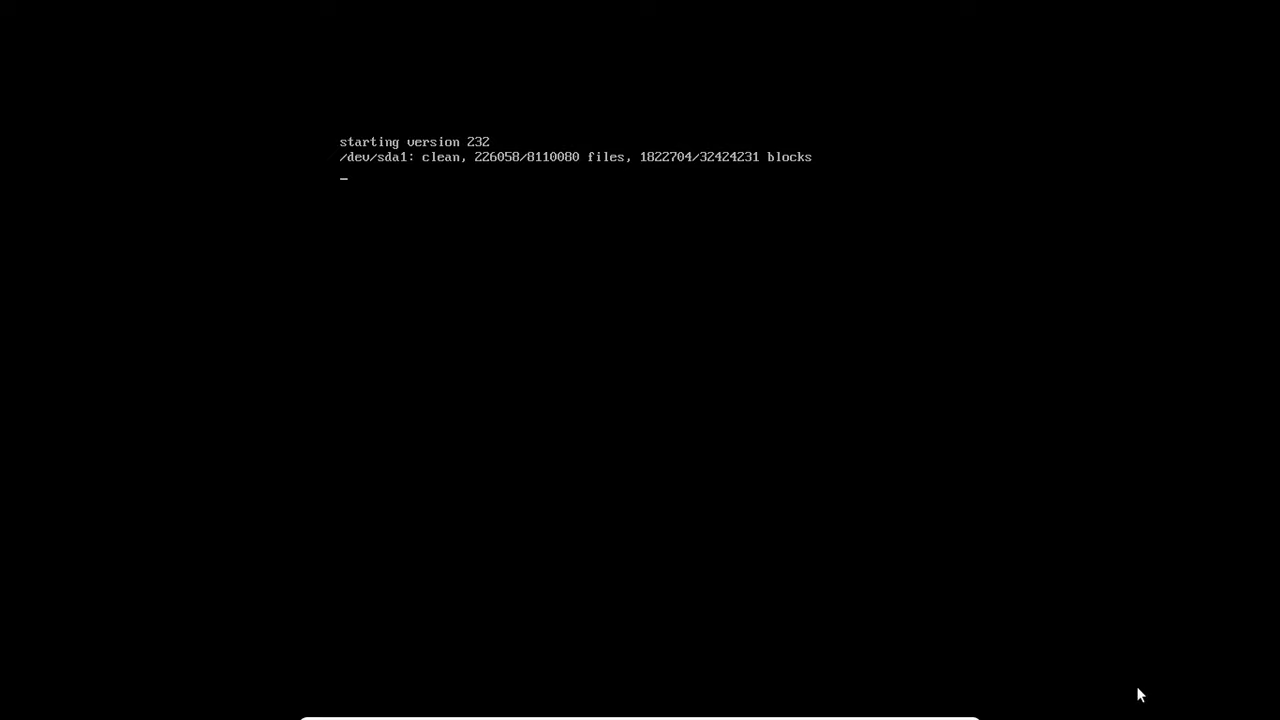 starting version 232
/dev/sda1: clean, 226058/8110080 files, 1822704/32424231 blocks
_